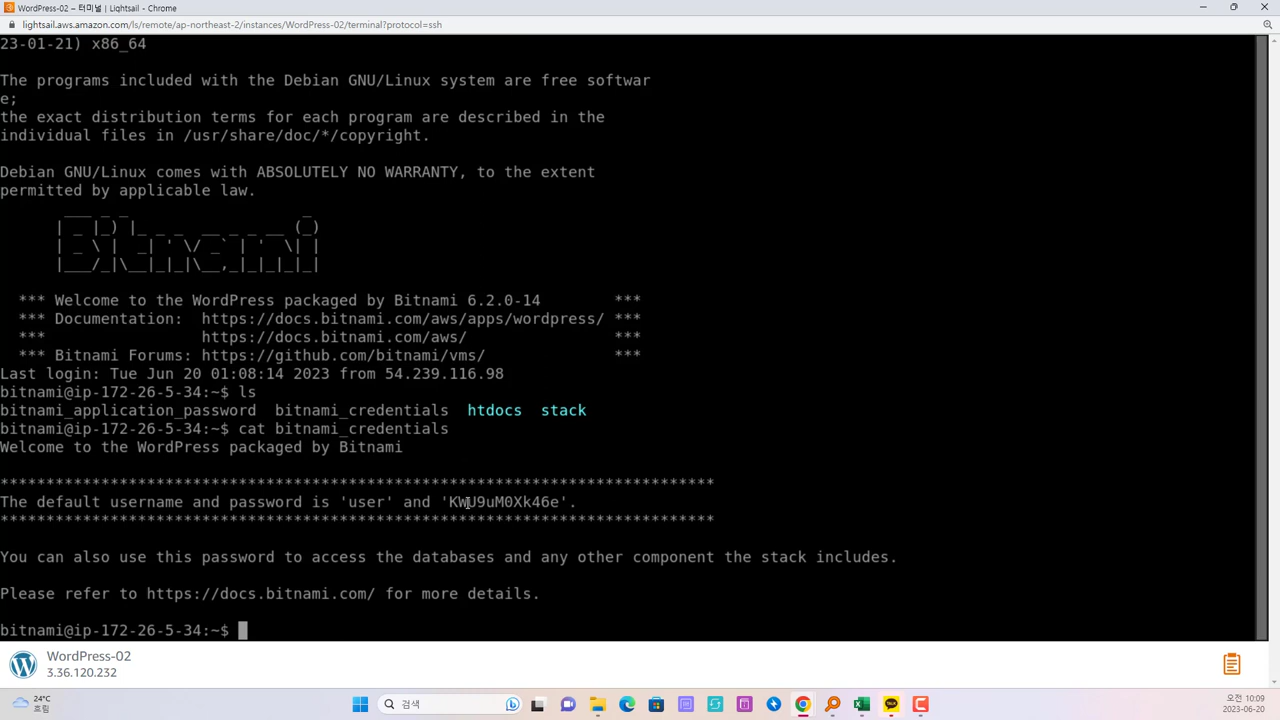 WordPress-02 – 터미널 | Lightsail - Chrome
lightsail.aws.amazon.com/ls/remote/ap-northeast-2/instances/WordPress-02/terminal?protocol=ssh
23-01-21) x86_64
The programs included with the Debian GNU/Linux system are free softwar
e;
the exact distribution terms for each program are described in the
individual files in /usr/share/doc/*/copyright.
Debian GNU/Linux comes with ABSOLUTELY NO WARRANTY, to the extent
permitted by applicable law.
Bitnami
*** Welcome to the WordPress packaged by Bitnami 6.2.0-14 ***
*** Documentation: https://docs.bitnami.com/aws/apps/wordpress/ ***
*** https://docs.bitnami.com/aws/ ***
*** Bitnami Forums: https://github.com/bitnami/vms/ ***
Last login: Tue Jun 20 01:08:14 2023 from 54.239.116.98
bitnami@ip-172-26-5-34:~$ ls
bitnami_application_password bitnami_credentials htdocs stack
bitnami@ip-172-26-5-34:~$ cat bitnami_credentials
Welcome to the WordPress packaged by Bitnami
******************************************************************************
The default username and password is 'user' and 'KWJ9uM0Xk46e'.
******************************************************************************
You can also use this password to access the databases and any other component the stack includes.
Please refer to https://docs.bitnami.com/ for more details.
bitnami@ip-172-26-5-34:~$
WordPress-02
3.36.120.232
24°C
흐림
검색
오전 10:09
2023-06-20